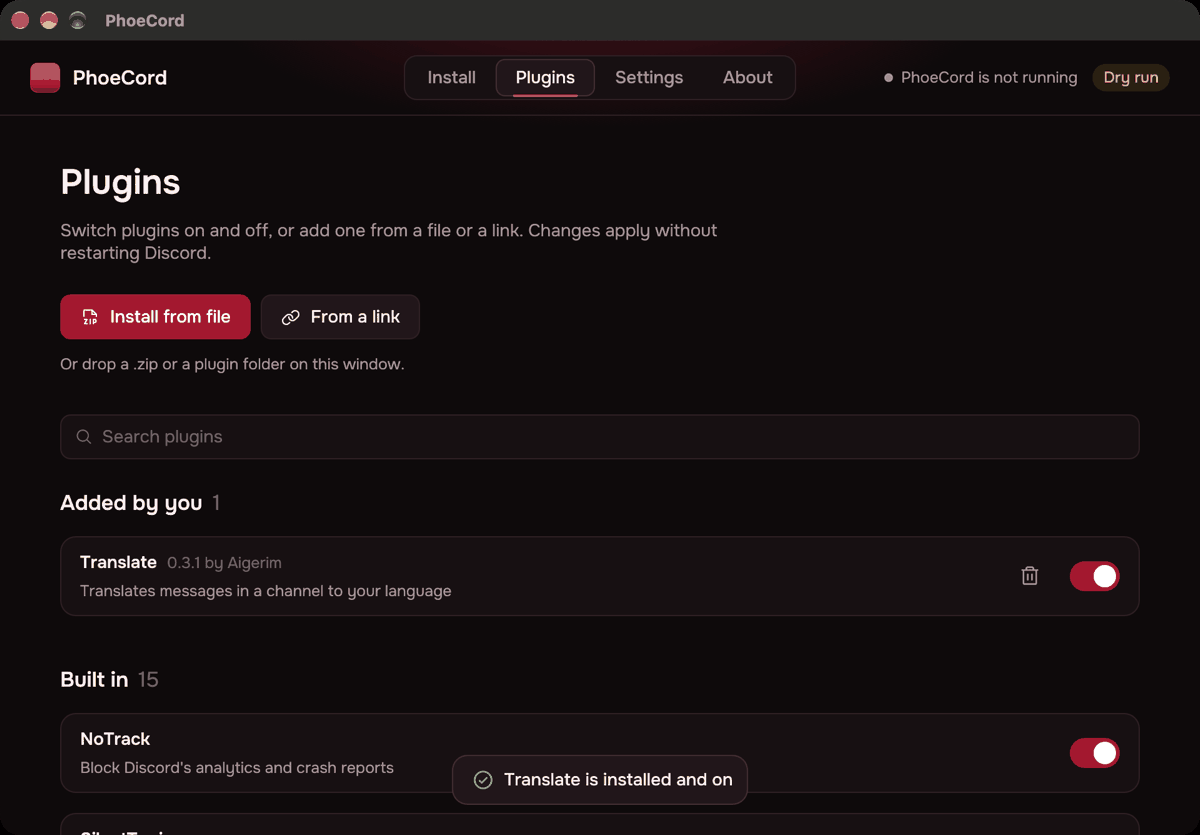 PhoeCord
PhoeCord
Install
Plugins
Settings
About
PhoeCord is not running
Dry run
Plugins
Switch plugins on and off, or add one from a file or a link. Changes apply without
restarting Discord.
ZIP
Install from file
From a link
Or drop a .zip or a plugin folder on this window.
Search plugins
Added by you 1
Translate 0.3.1 by Aigerim
Translates messages in a channel to your language
Built in 15
NoTrack
Block Discord's analytics and crash reports
Translate is installed and on